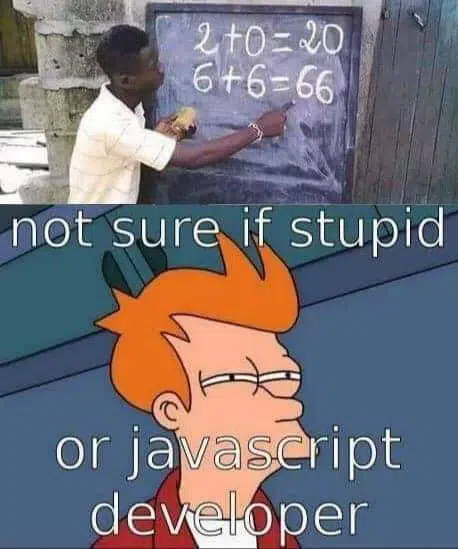 2+0=20
6+6=66
not sure if stupid
or javascript
developer